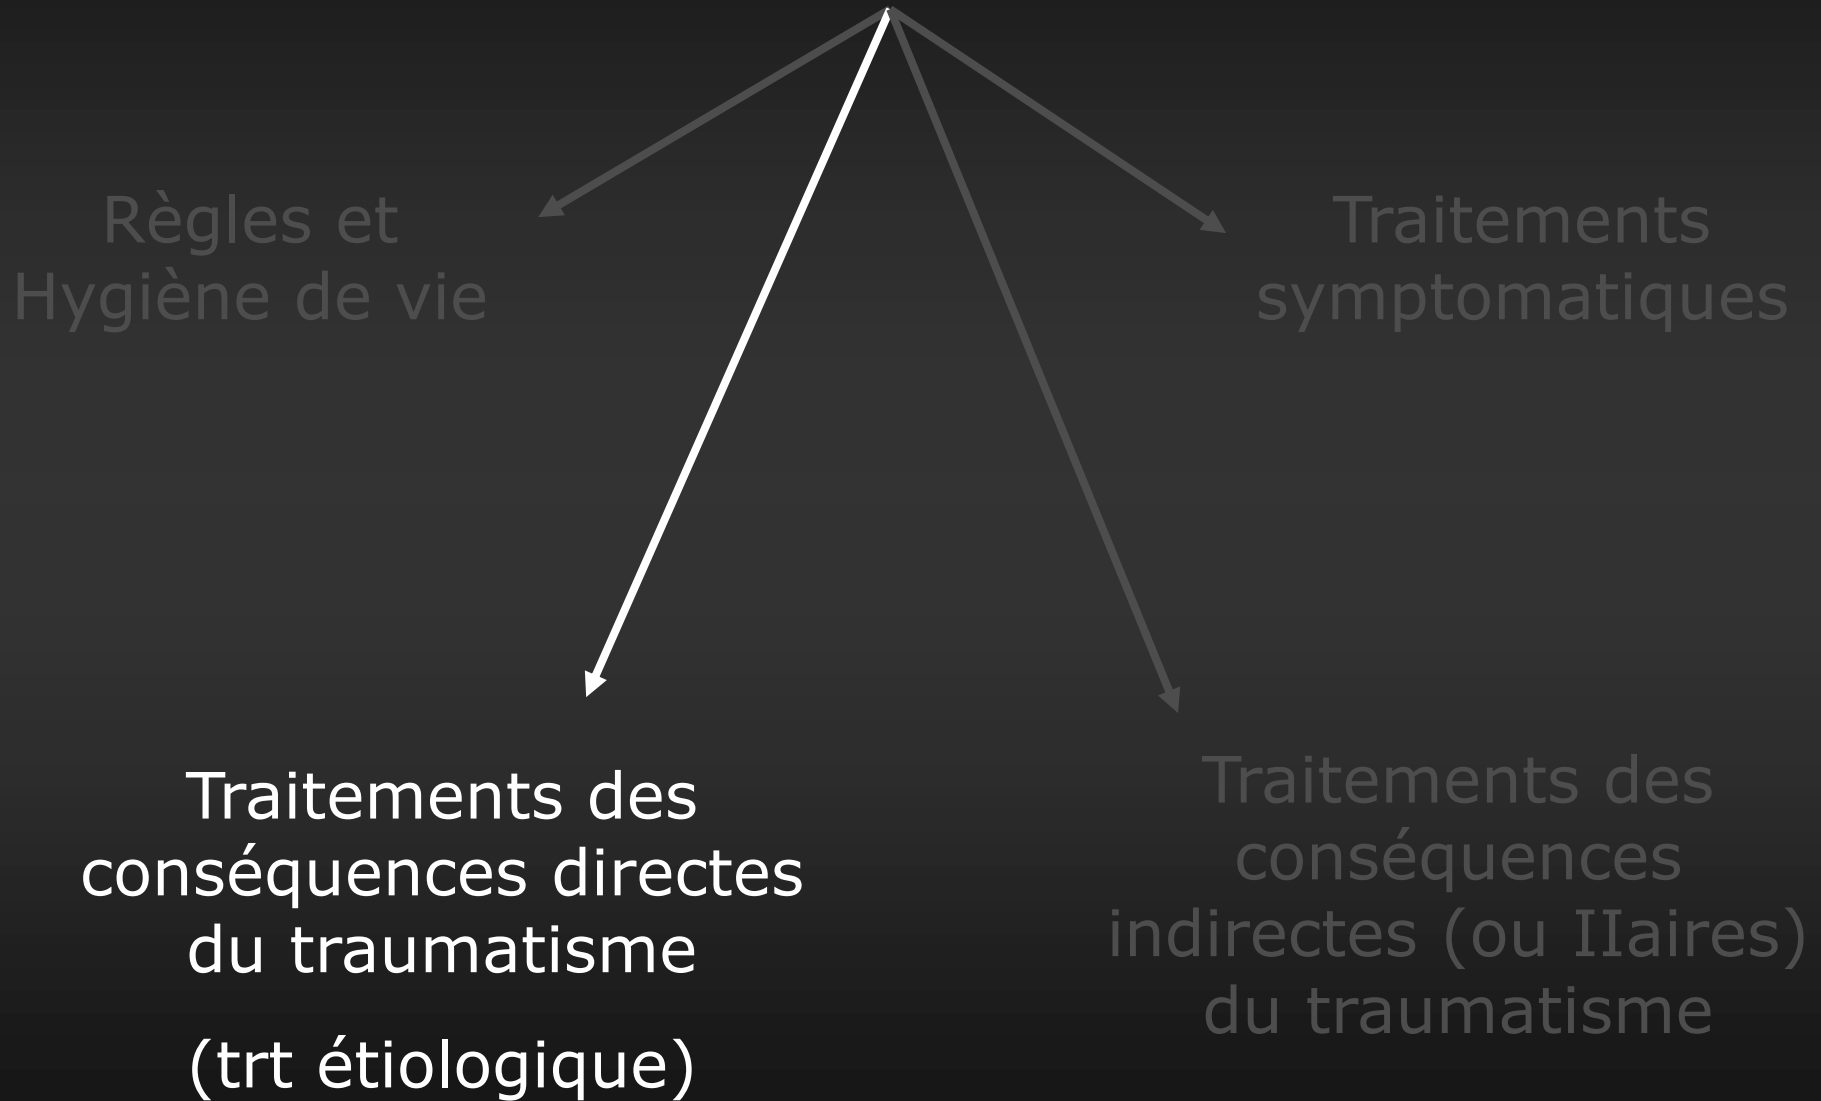 Règles et
Hygiène de vie
Traitements
symptomatiques
Traitements des
conséquences directes
du traumatisme
(trt étiologique)
Traitements des
conséquences
indirectes (ou IIaires)
du traumatisme